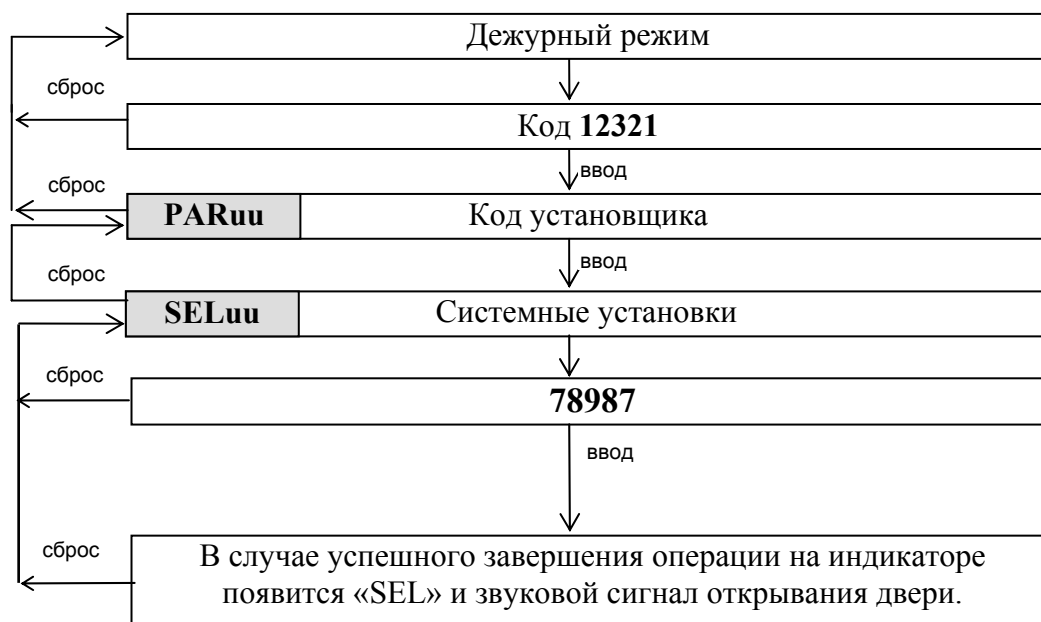 Дежурный режим
сброс
Код 12321
ввод
сброс
PARuu Код установщика
ввод
сброс
SELuu Системные установки
сброс
78987
ввод
сброс
В случае успешного завершения операции на индикаторе
появится «SEL» и звуковой сигнал открывания двери.